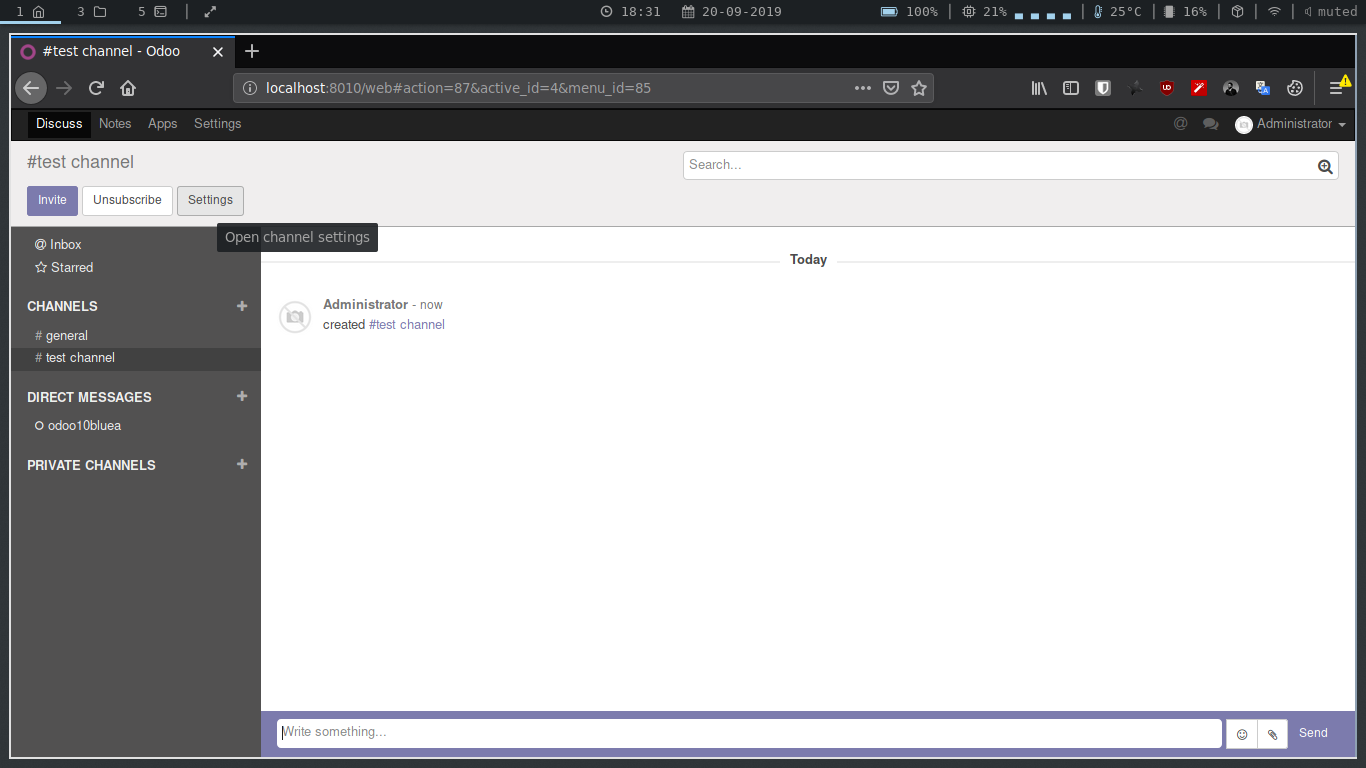 1 3 5 18:31 20-09-2019 100% 21% 25°C 16% muted
#test channel - Odoo
localhost:8010/web#action=87&active_id=4&menu_id=85
Discuss Notes Apps Settings @ Administrator
#test channel
Search...
Invite Unsubscribe Settings
Open channel settings
@ Inbox
Starred
Today
CHANNELS +
Administrator - now
created #test channel
# general
# test channel
DIRECT MESSAGES +
odoo10bluea
PRIVATE CHANNELS +
Write something...
Send